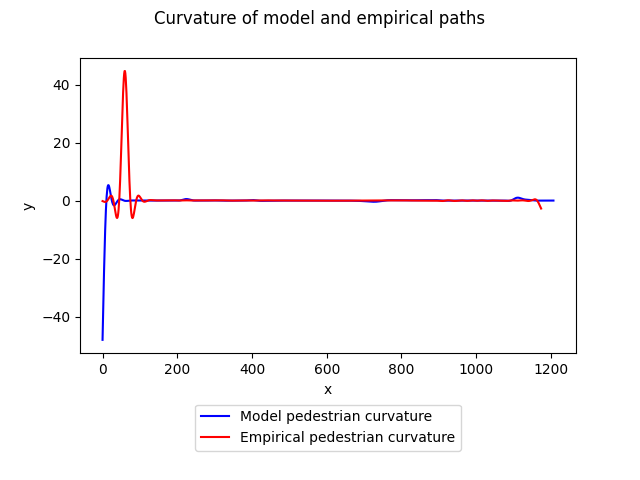 Curvature of model and empirical paths
40
20
0
−20
−40
y
0 200 400 600 800 1000 1200
x
Model pedestrian curvature
Empirical pedestrian curvature